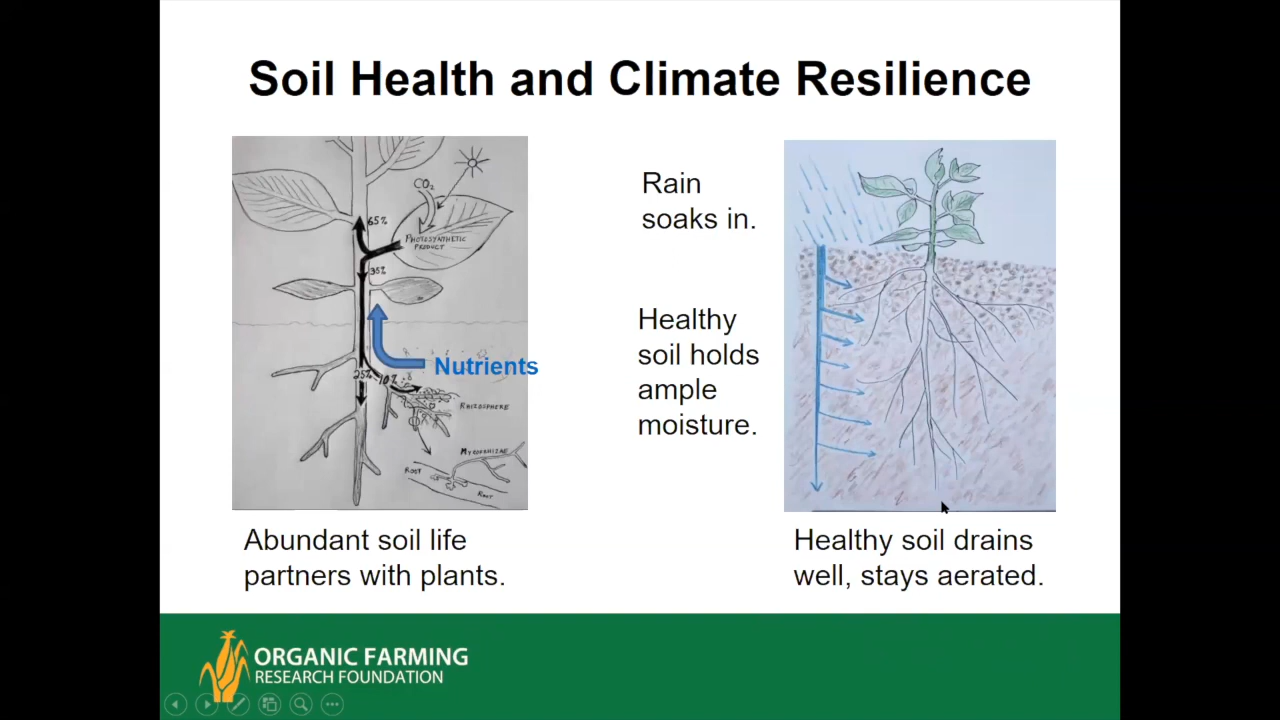 Soil Health and Climate Resilience
CO₂
65%
PHOTOSYNTHETIC
PRODUCT
35%
Nutrients
25%
10%
RHIZOSPHERE
MYCORRHIZAE
ROOT
ROOT
Abundant soil life
partners with plants.
Rain
soaks in.
Healthy
soil holds
ample
moisture.
Healthy soil drains
well, stays aerated.
ORGANIC FARMING
RESEARCH FOUNDATION